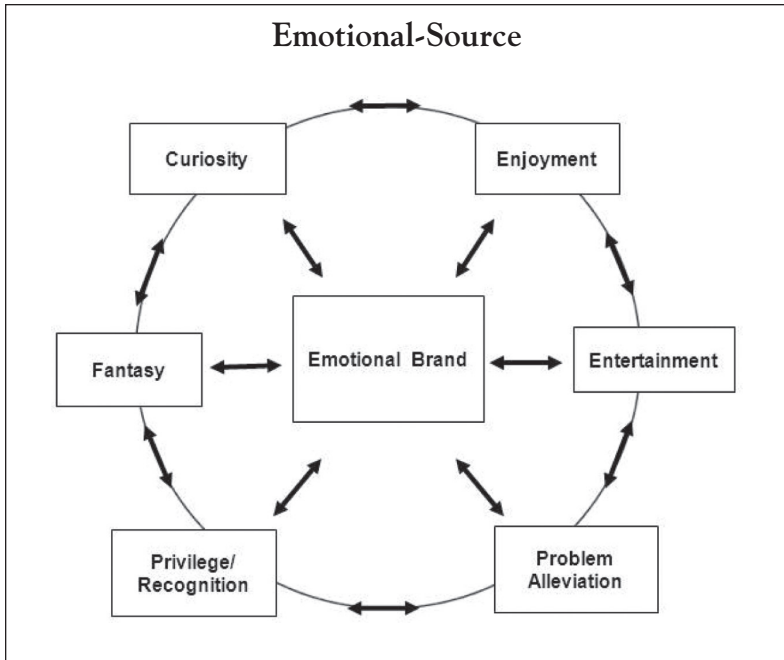 Emotional-Source
Curiosity
Enjoyment
Fantasy
Emotional Brand
Entertainment
Privilege/
Recognition
Problem
Alleviation